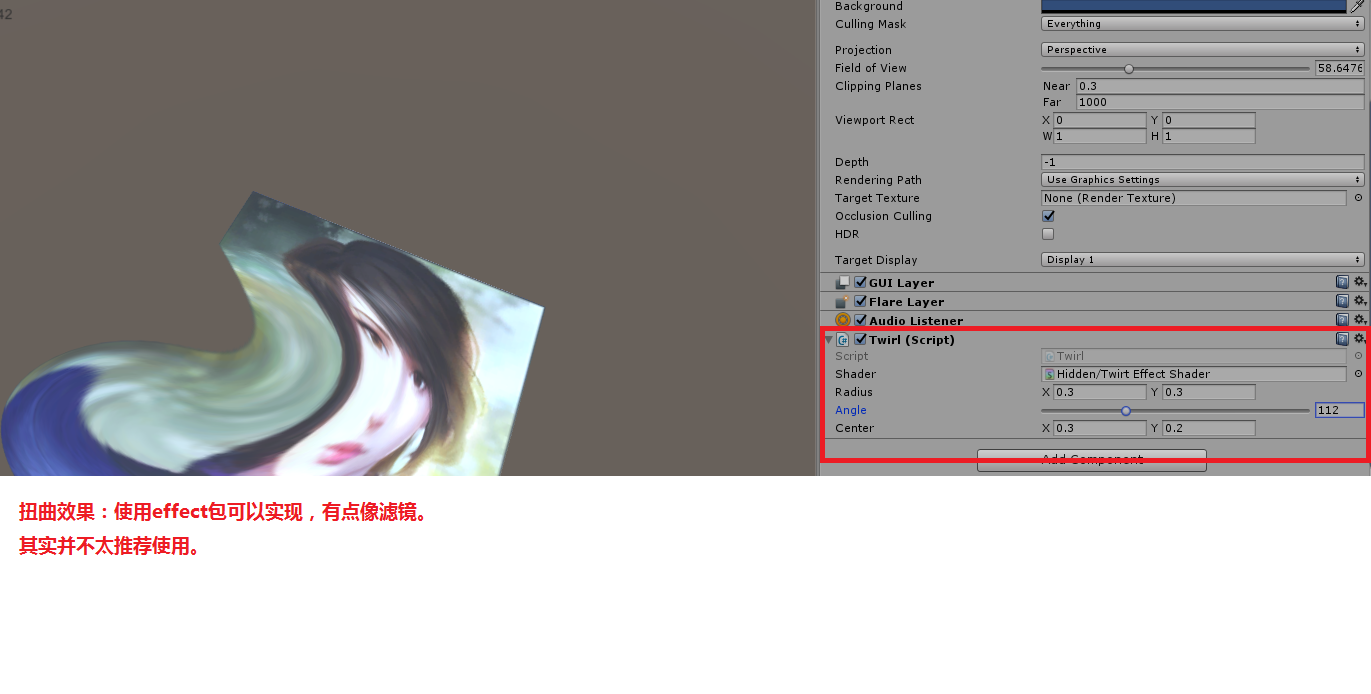 42
Background
Culling Mask Everything
Projection Perspective
Field of View 58.6476
Clipping Planes Near 0.3
Far 1000
Viewport Rect X 0 Y 0
W 1 H 1
Depth -1
Rendering Path Use Graphics Settings
Target Texture None (Render Texture)
Occlusion Culling
HDR
Target Display Display 1
GUI Layer
Flare Layer
Audio Listener
Twirl (Script)
Script Twirl
Shader Hidden/Twirt Effect Shader
Radius X 0.3 Y 0.3
Angle 112
Center X 0.3 Y 0.2
Add Component
扭曲效果：使用effect包可以实现，有点像滤镜。
其实并不太推荐使用。